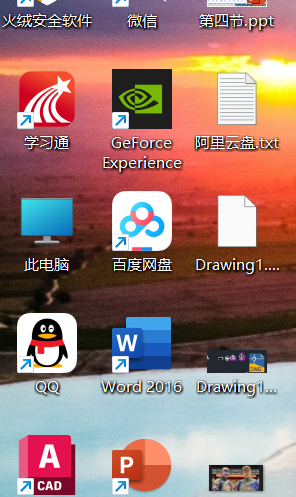 火绒安全软件
微信
第四节.ppt
学习通
GeForce
Experience
阿里云盘.txt
此电脑
百度网盘
Drawing1....
QQ
W
Word 2016
DWG
Drawing1...
A
CAD
P